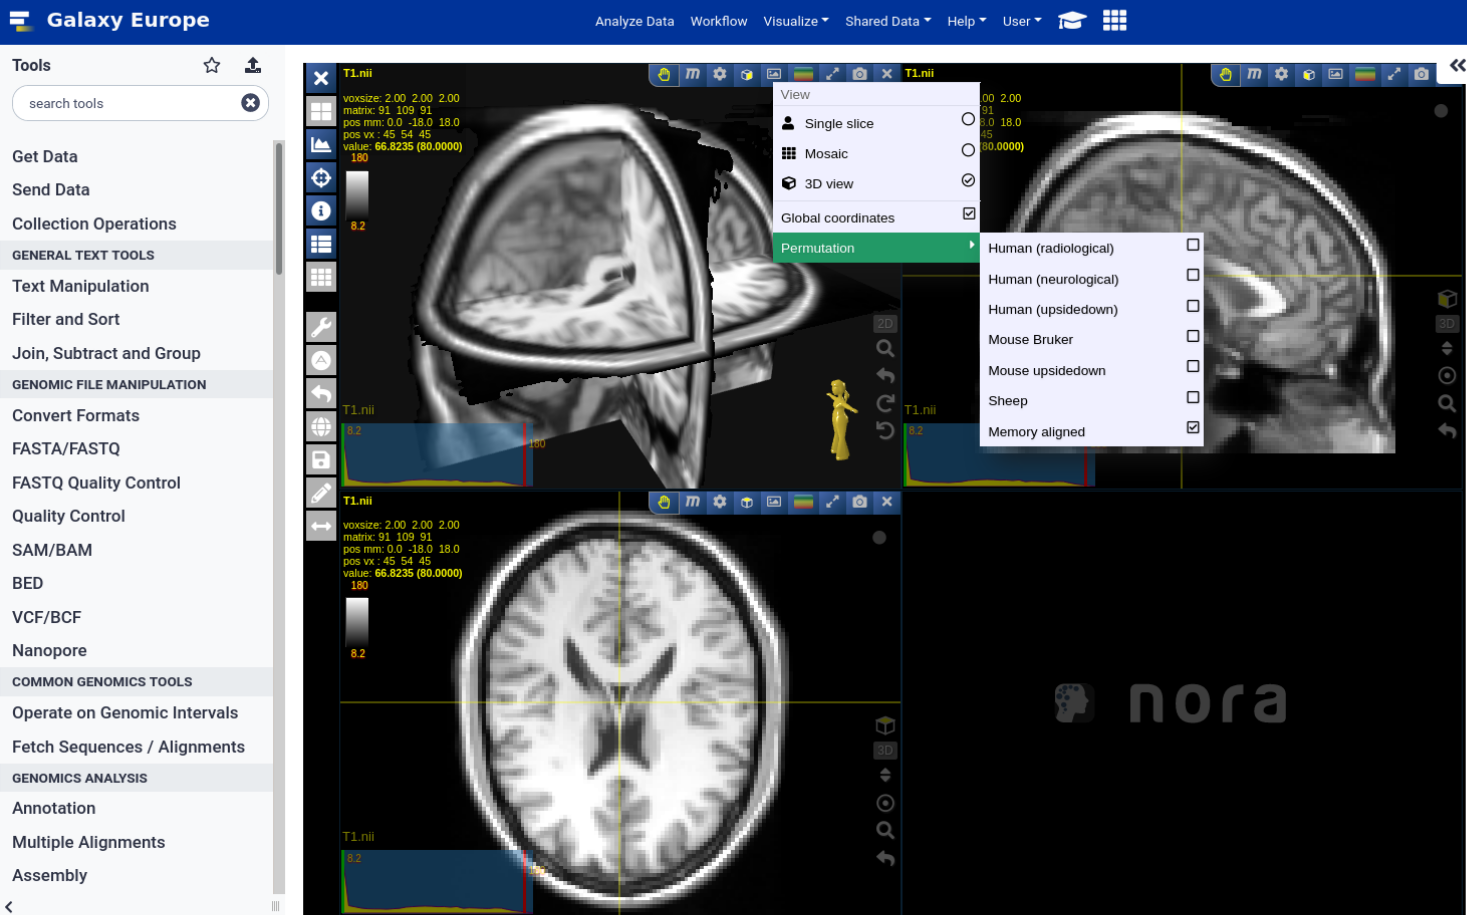 Galaxy Europe
Analyze Data Workflow Visualize Shared Data Help User
Tools
search tools
Get Data
Send Data
Collection Operations
GENERAL TEXT TOOLS
Text Manipulation
Filter and Sort
Join, Subtract and Group
GENOMIC FILE MANIPULATION
Convert Formats
FASTA/FASTQ
FASTQ Quality Control
Quality Control
SAM/BAM
BED
VCF/BCF
Nanopore
COMMON GENOMICS TOOLS
Operate on Genomic Intervals
Fetch Sequences / Alignments
GENOMICS ANALYSIS
Annotation
Multiple Alignments
Assembly
T1.nii
voxsize: 2.00 2.00 2.00
matrix: 91 109 91
pos mm: 0.0 -18.0 18.0
pos vx : 45 54 45
value: 66.8235 (80.0000)
180
8.2
m
2D
T1.nii
8.2
180
View
Single slice
Mosaic
3D view
Global coordinates
Permutation
Human (radiological)
Human (neurological)
Human (upsidedown)
Mouse Bruker
Mouse upsidedown
Sheep
Memory aligned
T1.nii
.00 2.00
91
8.0 18.0
45
(80.0000)
m
3D
T1.nii
8.2
T1.nii
voxsize: 2.00 2.00 2.00
matrix: 91 109 91
pos mm: 0.0 -18.0 18.0
pos vx : 45 54 45
value: 66.8235 (80.0000)
180
8.2
m
3D
T1.nii
8.2
nora